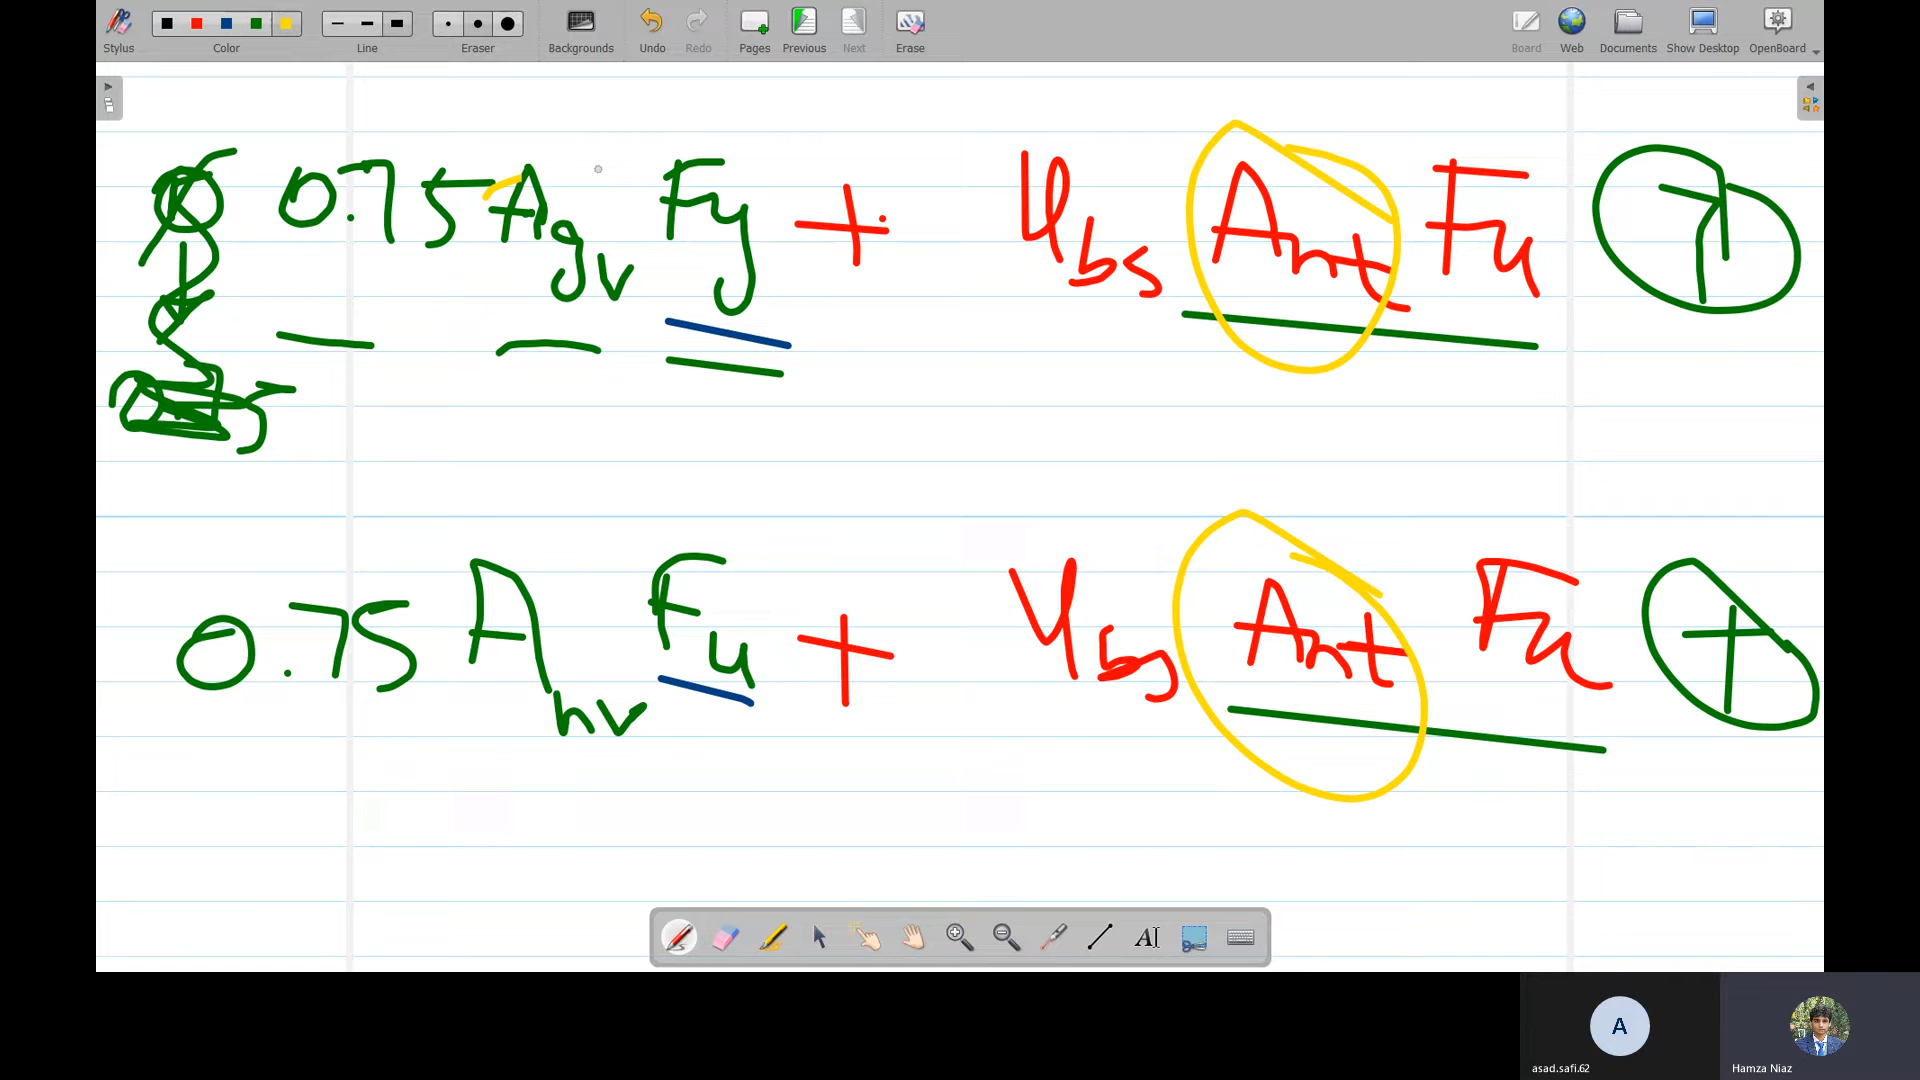 Stylus Color Line Eraser Backgrounds Undo Redo Pages Previous Next Erase Board Web Documents Show Desktop OpenBoard
0.75 Agv Fy + Ubs Ant Fu T
0.75 Ahv Fu + Ubs Ant Fu T
A
asad.safi.62 Hamza Niaz